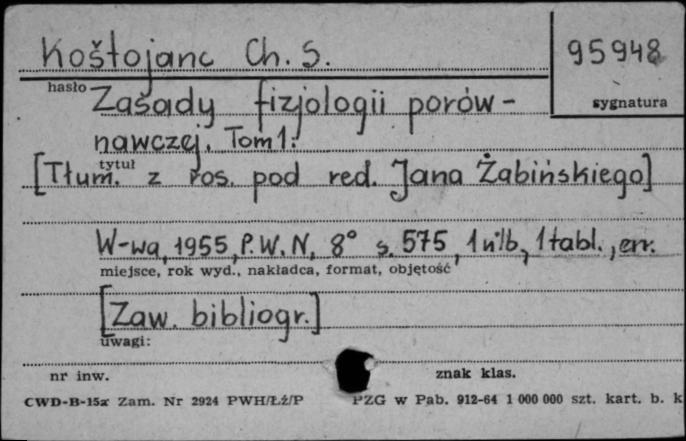 Koštojanc Ch. S.
95948
hasło
sygnatura
Zasady fizjologii porów-
nawczej. Tom 1.
tytuł
[Tłum. z ros. pod red. Jana Żabińskiego]
W-wa, 1955, P.W.N, 8° s. 575, 1 nlb, 1 tabl., err.
miejsce, rok wyd., nakładca, format, objętość
[Zaw. bibliogr.]
uwagi:
nr inw.
znak klas.
CWD-B-15x Zam. Nr 2924 PWH/Łź/P
PZG w Pab. 912-64 1 000 000 szt. kart. b. k